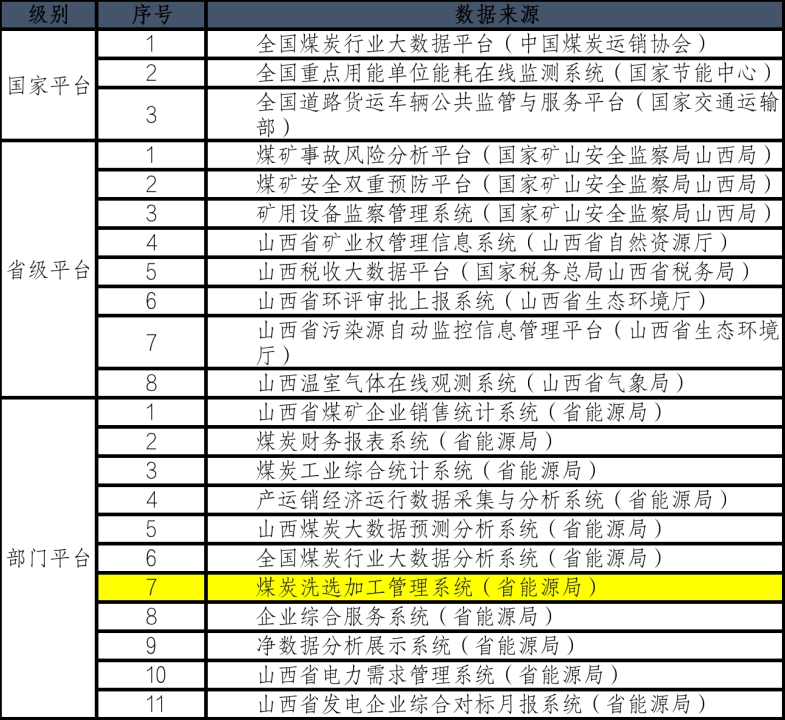 级别 序号 数据来源
国家平台
1 全国煤炭行业大数据平台（中国煤炭运销协会）
2 全国重点用能单位能耗在线监测系统（国家节能中心）
3 全国道路货运车辆公共监管与服务平台（国家交通运输
部）
省级平台
1 煤矿事故风险分析平台（国家矿山安全监察局山西局）
2 煤矿安全双重预防平台（国家矿山安全监察局山西局）
3 矿用设备监察管理系统（国家矿山安全监察局山西局）
4 山西省矿业权管理信息系统（山西省自然资源厅）
5 山西税收大数据平台（国家税务总局山西省税务局）
6 山西省环评审批上报系统（山西省生态环境厅）
7 山西省污染源自动监控信息管理平台（山西省生态环境
厅）
8 山西温室气体在线观测系统（山西省气象局）
部门平台
1 山西省煤矿企业销售统计系统（省能源局）
2 煤炭财务报表系统（省能源局）
3 煤炭工业综合统计系统（省能源局）
4 产运销经济运行数据采集与分析系统（省能源局）
5 山西煤炭大数据预测分析系统（省能源局）
6 全国煤炭行业大数据分析系统（省能源局）
7 煤炭洗选加工管理系统（省能源局）
8 企业综合服务系统（省能源局）
9 净数据分析展示系统（省能源局）
10 山西省电力需求管理系统（省能源局）
11 山西省发电企业综合对标月报系统（省能源局）